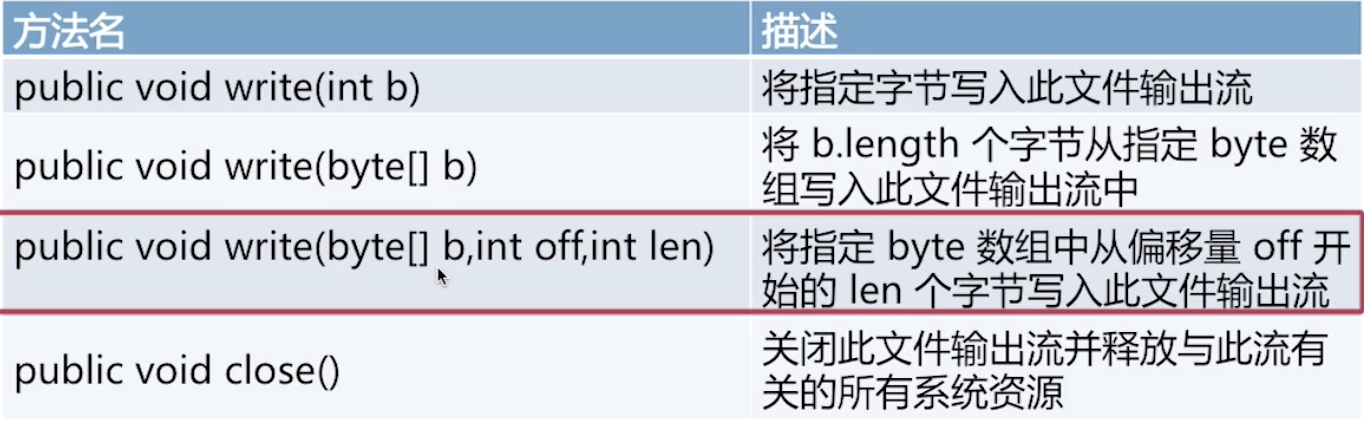 方法名 描述
public void write(int b) 将指定字节写入此文件输出流
public void write(byte[] b) 将 b.length 个字节从指定 byte 数
组写入此文件输出流中
public void write(byte[] b,int off,int len) 将指定 byte 数组中从偏移量 off 开
始的 len 个字节写入此文件输出流
public void close() 关闭此文件输出流并释放与此流有
关的所有系统资源